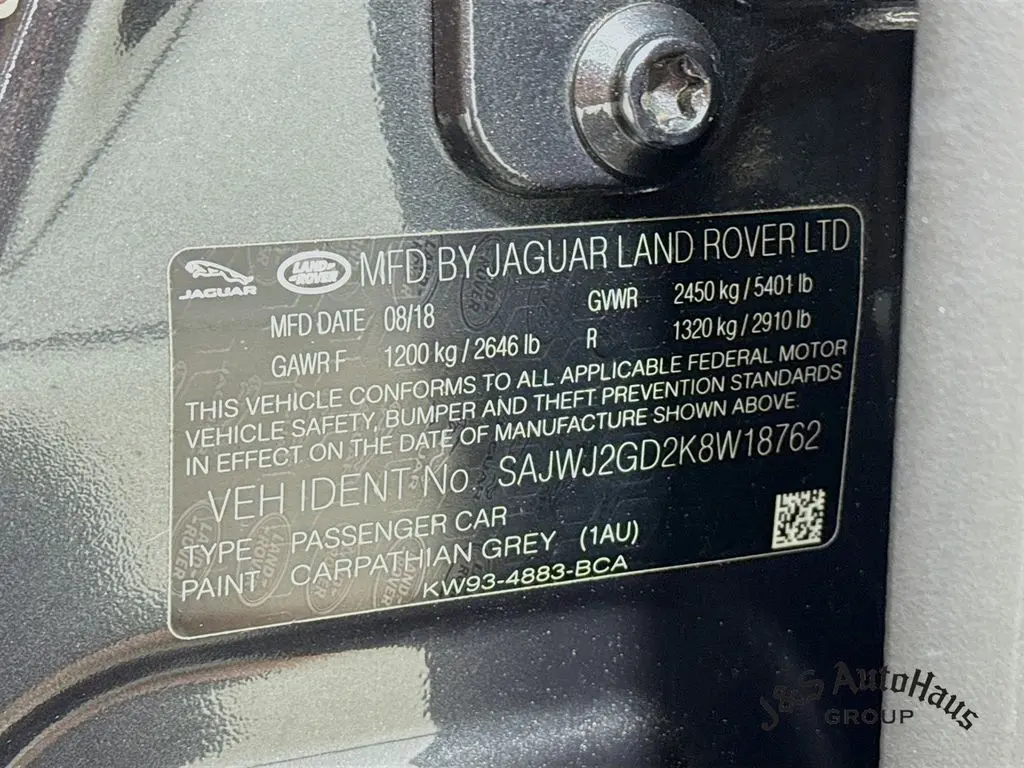 JAGUAR LAND ROVER MFD BY JAGUAR LAND ROVER LTD
MFD DATE 08/18 GVWR 2450 kg / 5401 lb
GAWR F 1200 kg / 2646 lb R 1320 kg / 2910 lb
THIS VEHICLE CONFORMS TO ALL APPLICABLE FEDERAL MOTOR
VEHICLE SAFETY, BUMPER AND THEFT PREVENTION STANDARDS
IN EFFECT ON THE DATE OF MANUFACTURE SHOWN ABOVE.
VEH IDENT No. SAJWJ2GD2K8W18762
TYPE PASSENGER CAR
PAINT CARPATHIAN GREY (1AU)
KW93-4883-BCA
J&S AutoHaus
GROUP